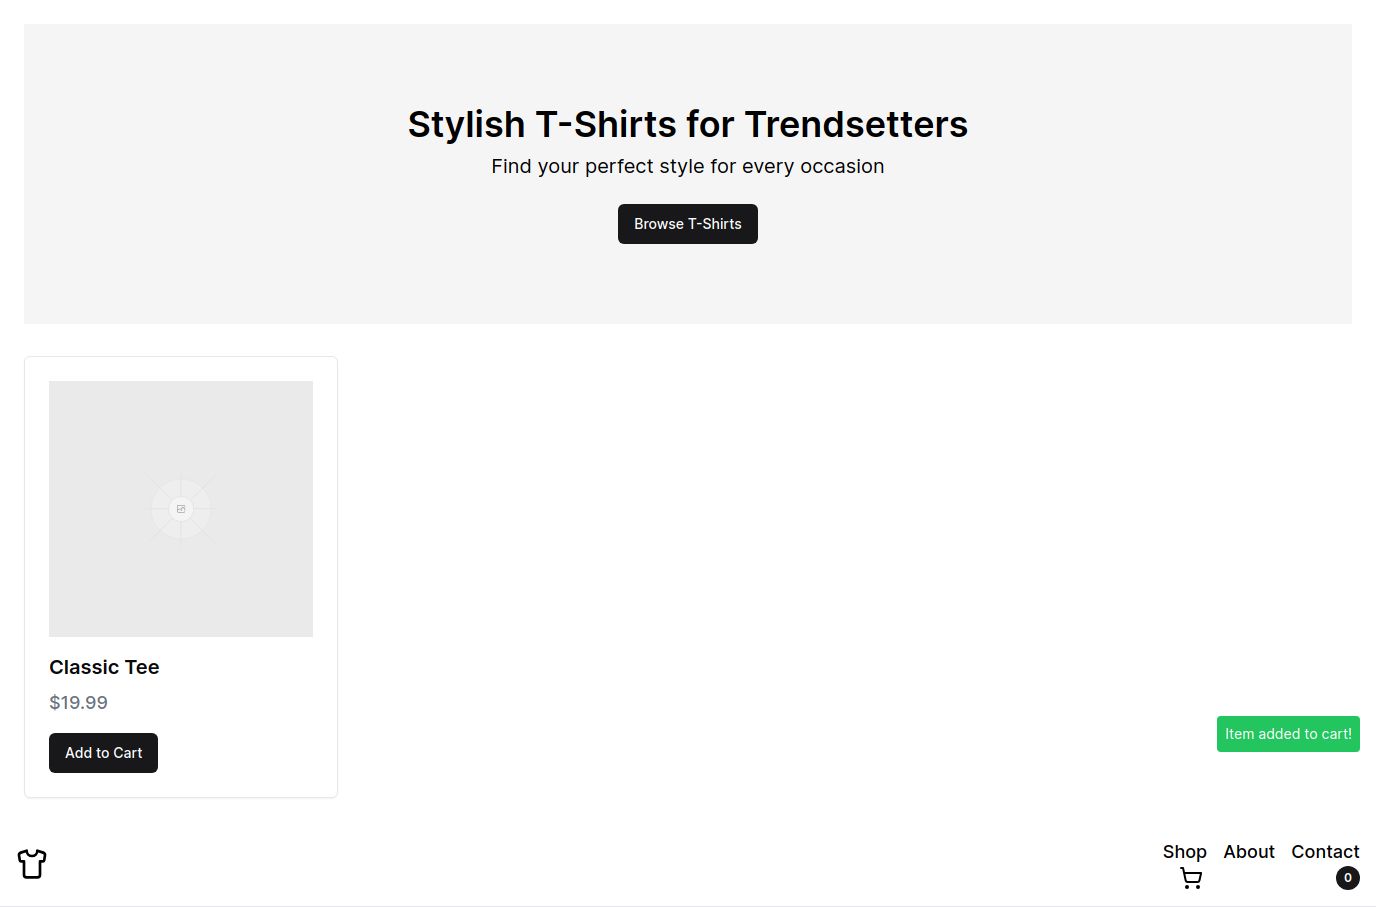 Stylish T-Shirts for Trendsetters
Find your perfect style for every occasion
Browse T-Shirts
Classic Tee
$19.99
Add to Cart
Item added to cart!
Shop About Contact
0